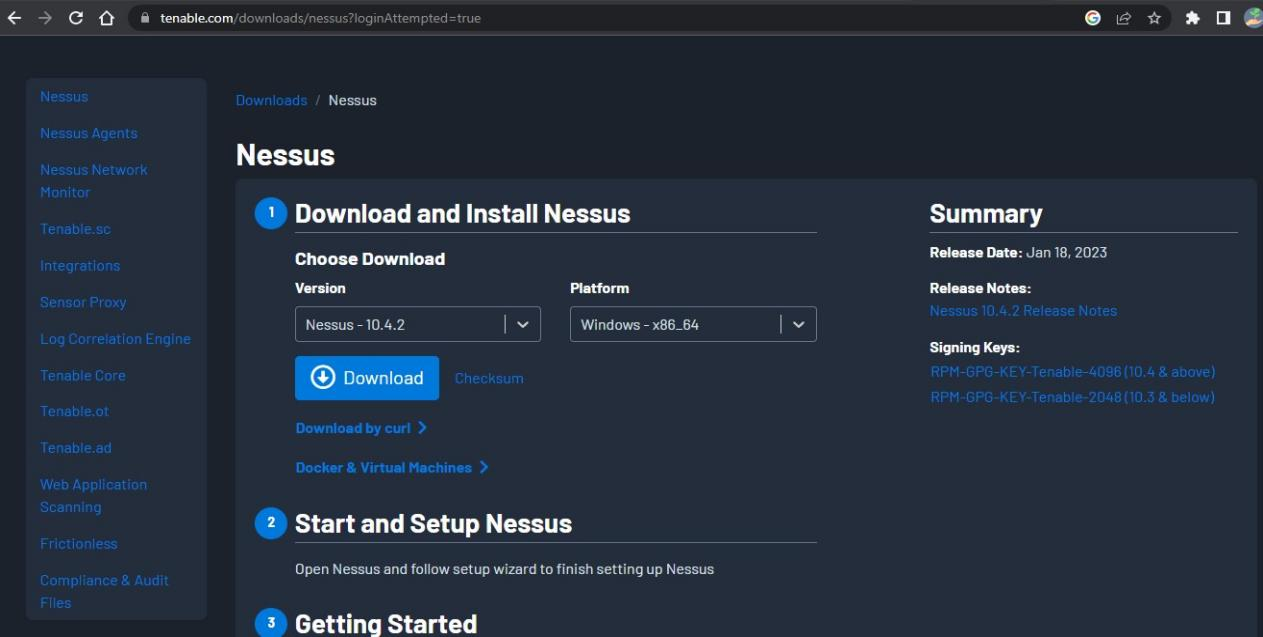 tenable.com/downloads/nessus?loginAttempted=true
Nessus
Nessus Agents
Nessus Network
Monitor
Tenable.sc
Integrations
Sensor Proxy
Log Correlation Engine
Tenable Core
Tenable.ot
Tenable.ad
Web Application
Scanning
Frictionless
Compliance & Audit
Files
Downloads / Nessus
Nessus
1 Download and Install Nessus
Choose Download
Version
Platform
Nessus - 10.4.2
Windows - x86_64
Download
Checksum
Download by curl
Docker & Virtual Machines
2 Start and Setup Nessus
Open Nessus and follow setup wizard to finish setting up Nessus
3 Getting Started
Summary
Release Date: Jan 18, 2023
Release Notes:
Nessus 10.4.2 Release Notes
Signing Keys:
RPM-GPG-KEY-Tenable-4096 (10.4 & above)
RPM-GPG-KEY-Tenable-2048 (10.3 & below)